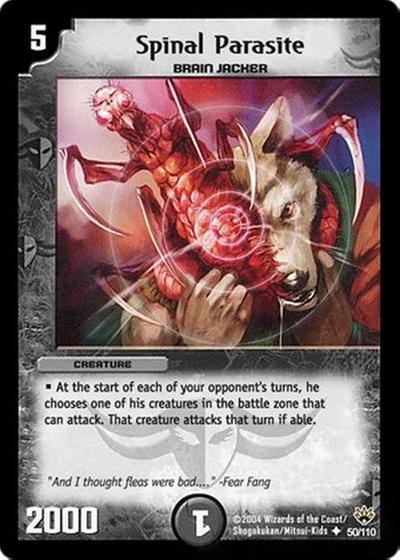 5
Spinal Parasite
BRAIN JACKER
CREATURE
▪ At the start of each of your opponent's turns, he
chooses one of his creatures in the battle zone that
can attack. That creature attacks that turn if able.
"And I thought fleas were bad...." -Fear Fang
2000
1
©2004 Wizards of the Coast/
Shogakukan/Mitsui-Kids ✦ 50/110